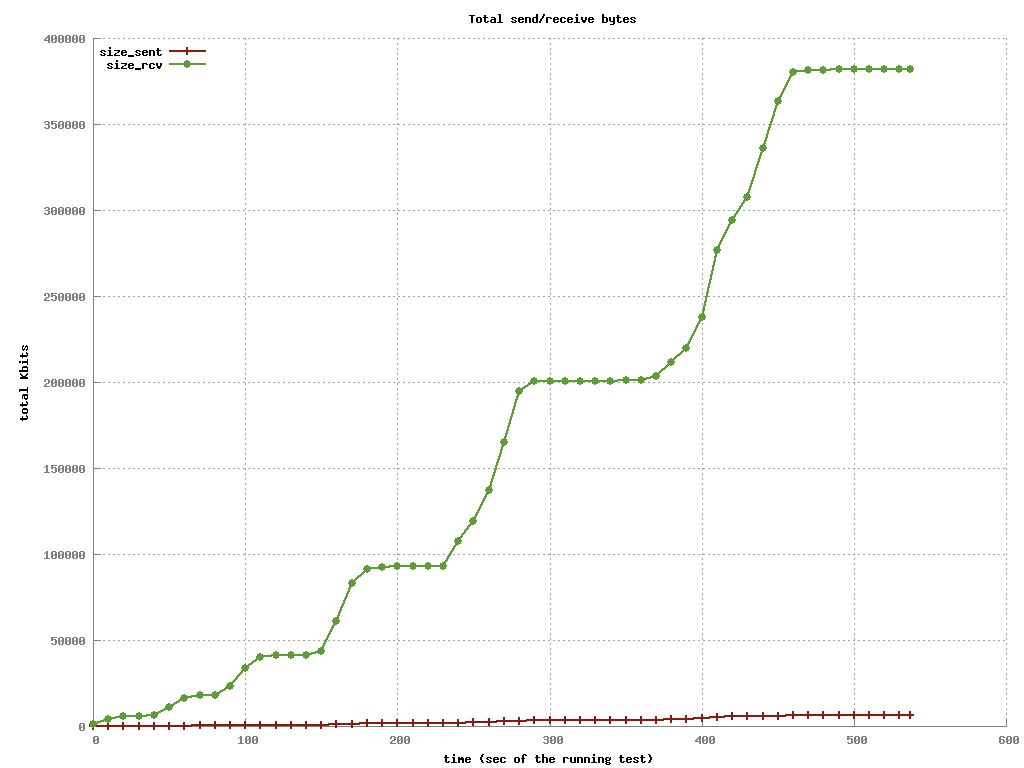 Total send/receive bytes
size_sent
size_rcv
400000
350000
300000
250000
200000
150000
100000
50000
0
total Kbits
0 100 200 300 400 500 600
time (sec of the running test)